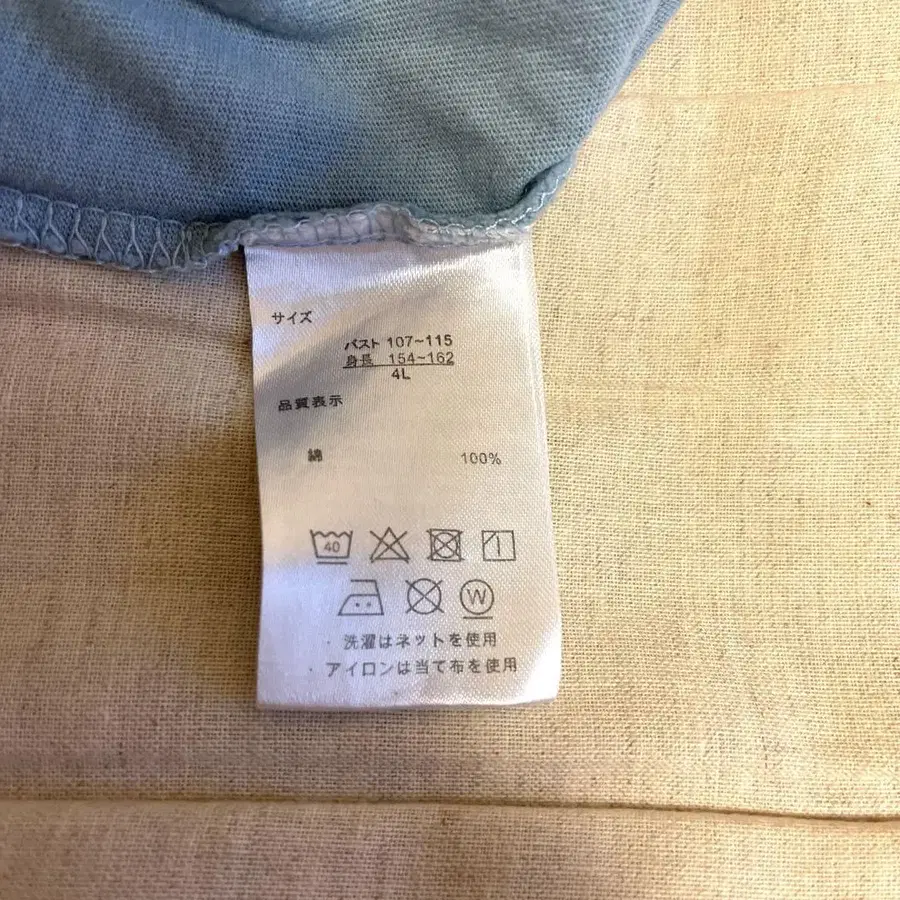 サイズ
バスト 107~115
身長 154~162
4L
品質表示
綿 100%
40
W
・洗濯はネットを使用
・アイロンは当て布を使用